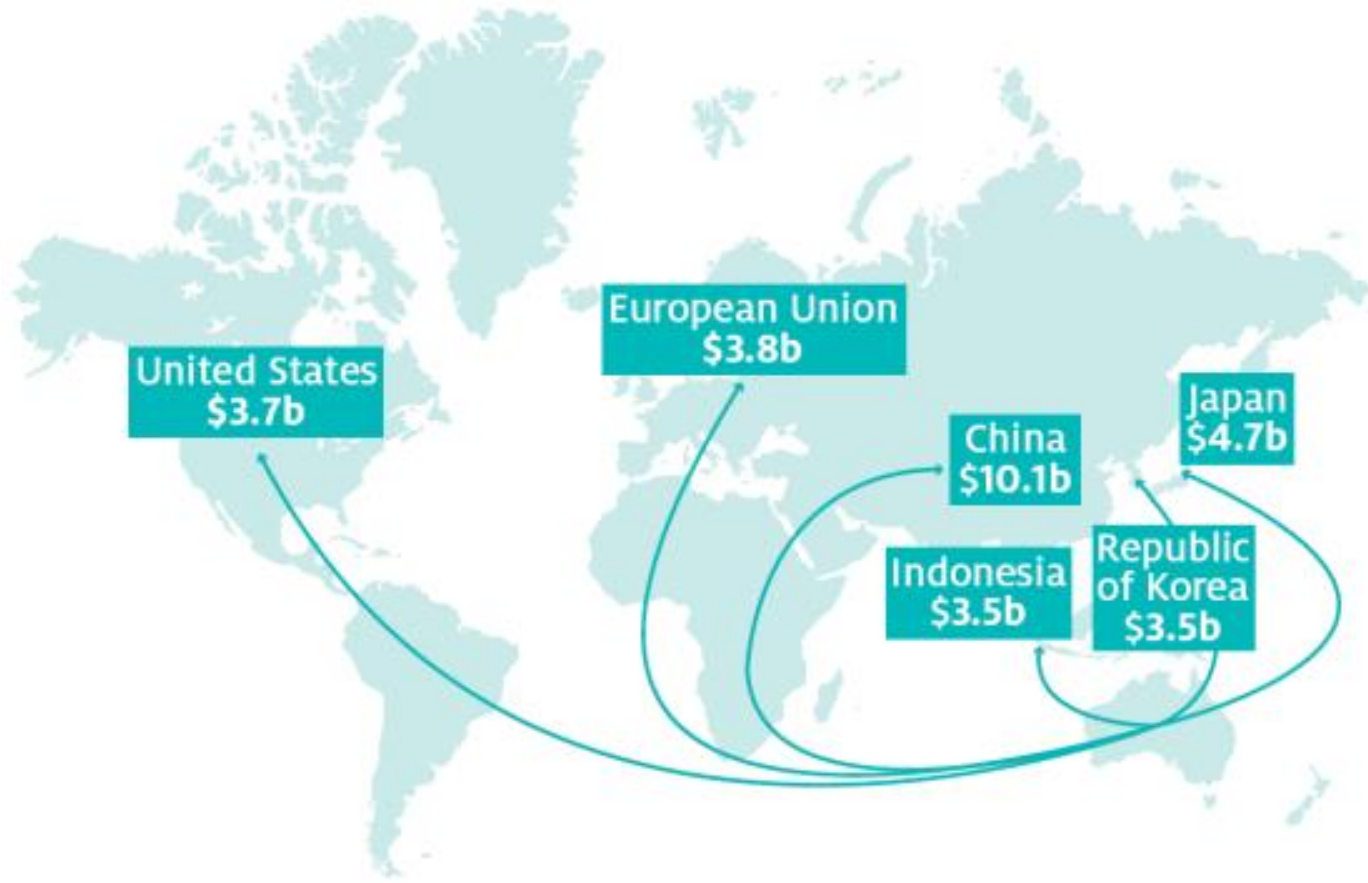 European Union
$3.8b
United States
$3.7b
Japan
$4.7b
China
$10.1b
Republic
of Korea
$3.5b
Indonesia
$3.5b